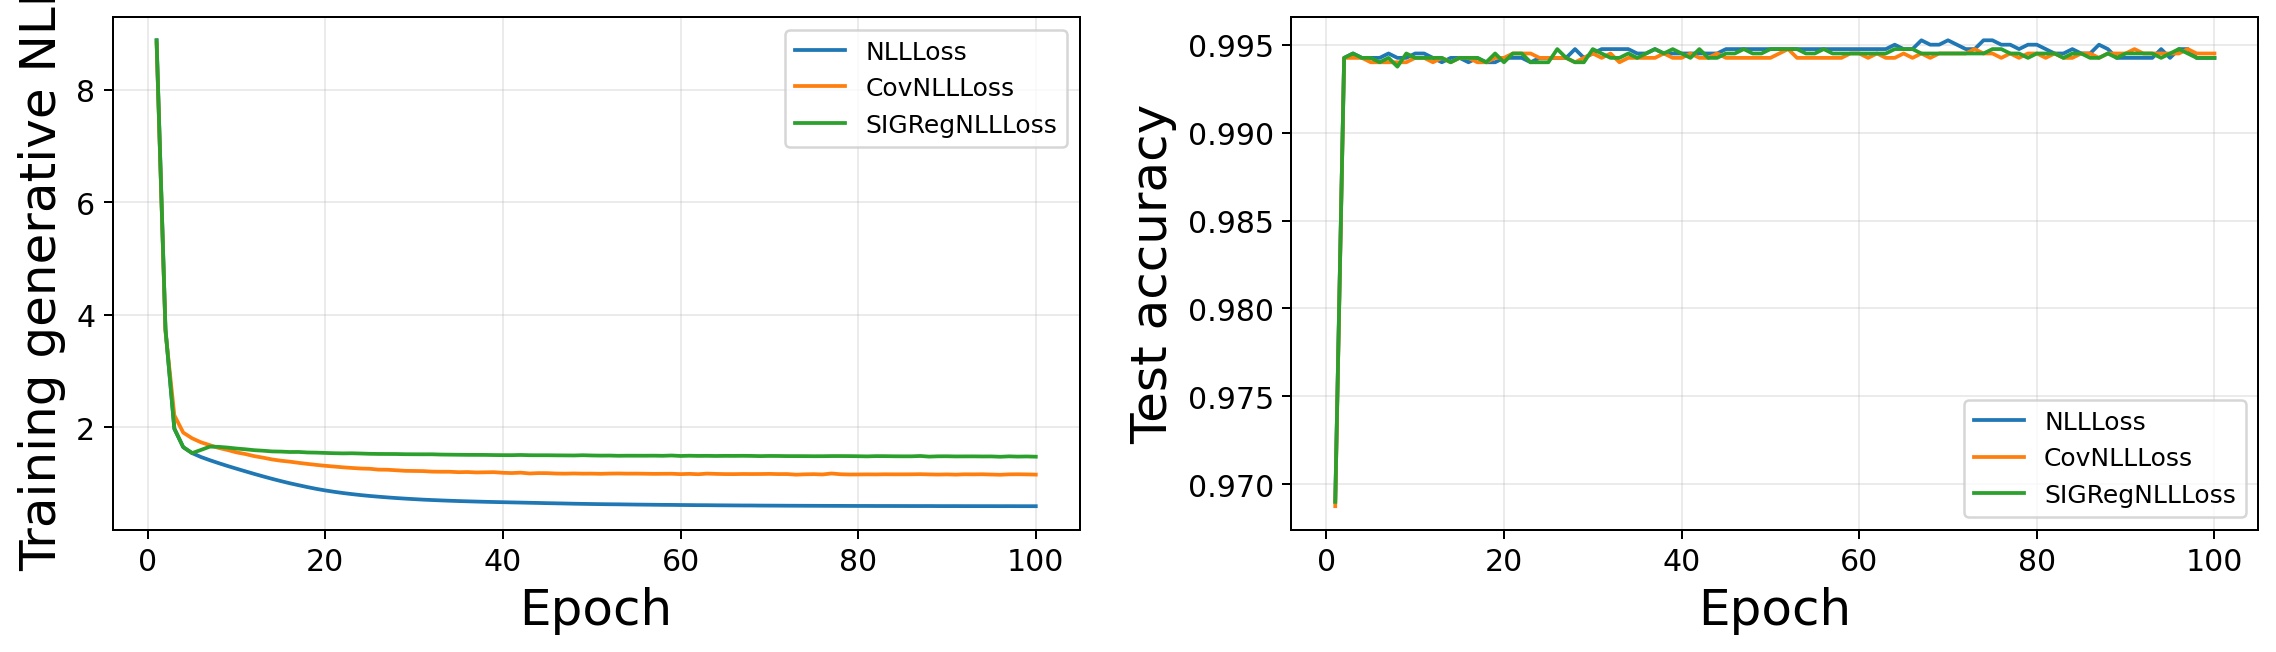 Training generative NLL
8
6
4
2
0
20
40
60
80
100
Epoch
NLLLoss
CovNLLLoss
SIGRegNLLLoss
Test accuracy
0.995
0.990
0.985
0.980
0.975
0.970
0
20
40
60
80
100
Epoch
NLLLoss
CovNLLLoss
SIGRegNLLLoss